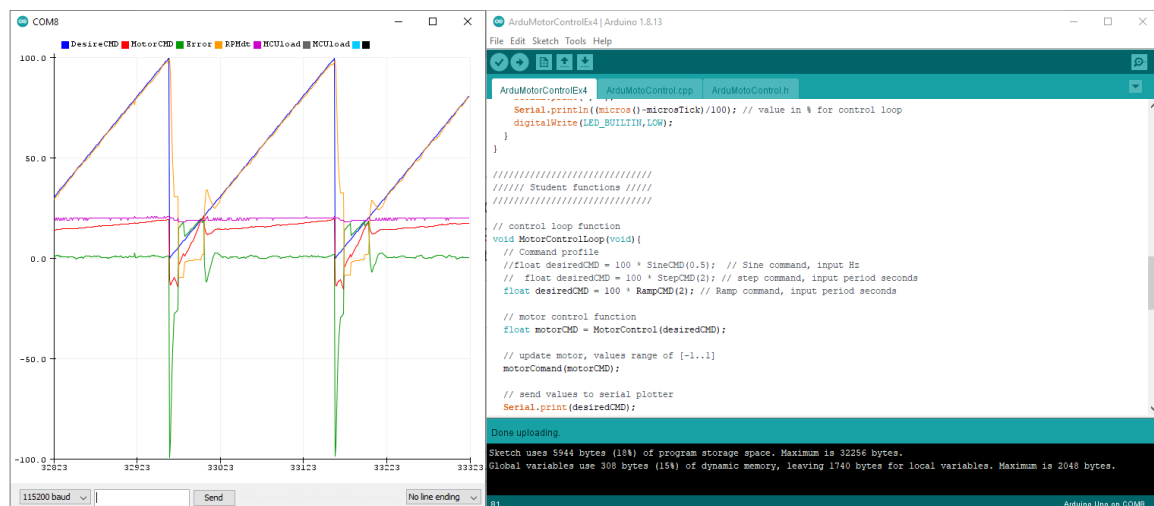 COM8
DesireCMD MotorCMD Error RPMdt MCUload MCUload
100.0
50.0
0.0
-50.0
-100.0
32823 32923 33023 33123 33223 33323
115200 baud Send No line ending
ArduMotorControlEx4 | Arduino 1.8.13
File Edit Sketch Tools Help
ArduMotorControlEx4 ArduMotoControl.cpp ArduMotoControl.h
Serial.println((micros()-microsTick)/100); // value in % for control loop
digitalWrite(LED_BUILTIN,LOW);
}
}
//////////////////////////////
////// Student functions /////
//////////////////////////////
// control loop function
void MotorControlLoop(void){
// Command profile
//float desiredCMD = 100 * SineCMD(0.5); // Sine command, input Hz
// float desiredCMD = 100 * StepCMD(2); // step command, input period seconds
float desiredCMD = 100 * RampCMD(2); // Ramp command, input period seconds
// motor control function
float motorCMD = MotorControl(desiredCMD);
// update motor, values range of [-1..1]
motorComand(motorCMD);
// send values to serial plotter
Serial.print(desiredCMD);
Done uploading.
Sketch uses 5944 bytes (18%) of program storage space. Maximum is 32256 bytes.
Global variables use 308 bytes (15%) of dynamic memory, leaving 1740 bytes for local variables. Maximum is 2048 bytes.
81 Arduino Uno on COM8